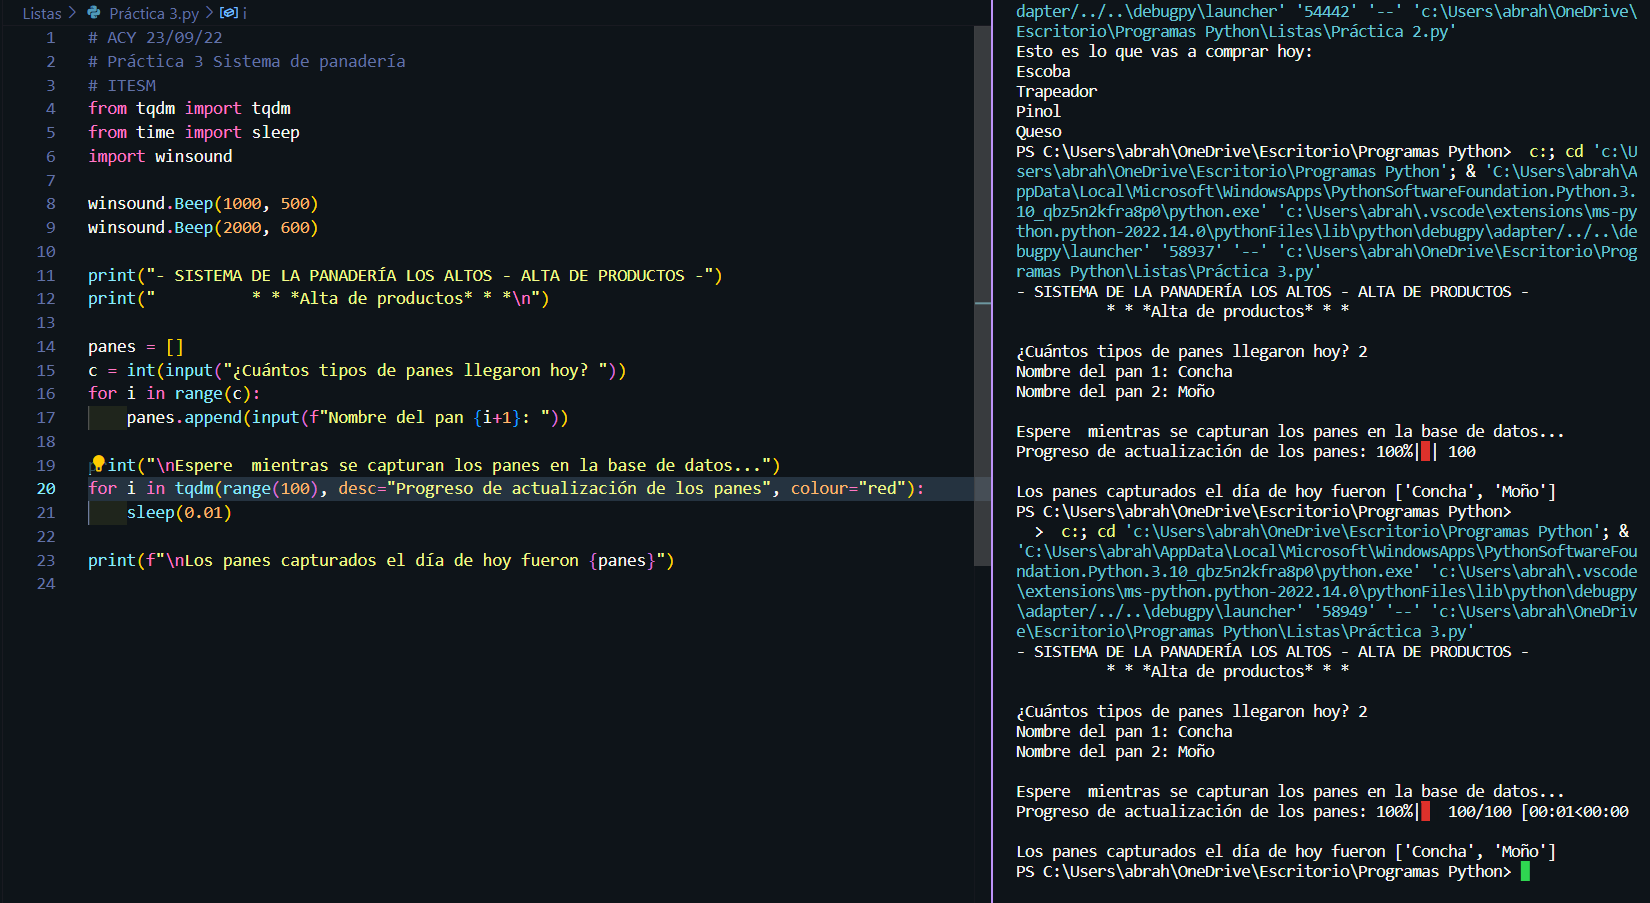 Listas > Práctica 3.py > i
1 # ACY 23/09/22
2 # Práctica 3 Sistema de panadería
3 # ITESM
4 from tqdm import tqdm
5 from time import sleep
6 import winsound
7
8 winsound.Beep(1000, 500)
9 winsound.Beep(2000, 600)
10
11 print("- SISTEMA DE LA PANADERÍA LOS ALTOS - ALTA DE PRODUCTOS -")
12 print("          * * *Alta de productos* * *\n")
13
14 panes = []
15 c = int(input("¿Cuántos tipos de panes llegaron hoy? "))
16 for i in range(c):
17     panes.append(input(f"Nombre del pan {i+1}: "))
18
19 print("\nEspere  mientras se capturan los panes en la base de datos...")
20 for i in tqdm(range(100), desc="Progreso de actualización de los panes", colour="red"):
21     sleep(0.01)
22
23 print(f"\nLos panes capturados el día de hoy fueron {panes}")
24
dapter/../..\debugpy\launcher' '54442' '--' 'c:\Users\abrah\OneDrive\
Escritorio\Programas Python\Listas\Práctica 2.py'
Esto es lo que vas a comprar hoy:
Escoba
Trapeador
Pinol
Queso
PS C:\Users\abrah\OneDrive\Escritorio\Programas Python>  c:; cd 'c:\U
sers\abrah\OneDrive\Escritorio\Programas Python'; & 'C:\Users\abrah\A
ppData\Local\Microsoft\WindowsApps\PythonSoftwareFoundation.Python.3.
10_qbz5n2kfra8p0\python.exe' 'c:\Users\abrah\.vscode\extensions\ms-py
thon.python-2022.14.0\pythonFiles\lib\python\debugpy\adapter/../..\de
bugpy\launcher' '58937' '--' 'c:\Users\abrah\OneDrive\Escritorio\Prog
ramas Python\Listas\Práctica 3.py'
- SISTEMA DE LA PANADERÍA LOS ALTOS - ALTA DE PRODUCTOS -
          * * *Alta de productos* * *

¿Cuántos tipos de panes llegaron hoy? 2
Nombre del pan 1: Concha
Nombre del pan 2: Moño

Espere  mientras se capturan los panes en la base de datos...
Progreso de actualización de los panes: 100%|█| 100

Los panes capturados el día de hoy fueron ['Concha', 'Moño']
PS C:\Users\abrah\OneDrive\Escritorio\Programas Python>
  >  c:; cd 'c:\Users\abrah\OneDrive\Escritorio\Programas Python'; &
'C:\Users\abrah\AppData\Local\Microsoft\WindowsApps\PythonSoftwareFou
ndation.Python.3.10_qbz5n2kfra8p0\python.exe' 'c:\Users\abrah\.vscode
\extensions\ms-python.python-2022.14.0\pythonFiles\lib\python\debugpy
\adapter/../..\debugpy\launcher' '58949' '--' 'c:\Users\abrah\OneDriv
e\Escritorio\Programas Python\Listas\Práctica 3.py'
- SISTEMA DE LA PANADERÍA LOS ALTOS - ALTA DE PRODUCTOS -
          * * *Alta de productos* * *

¿Cuántos tipos de panes llegaron hoy? 2
Nombre del pan 1: Concha
Nombre del pan 2: Moño

Espere  mientras se capturan los panes en la base de datos...
Progreso de actualización de los panes: 100%|█  100/100 [00:01<00:00

Los panes capturados el día de hoy fueron ['Concha', 'Moño']
PS C:\Users\abrah\OneDrive\Escritorio\Programas Python>